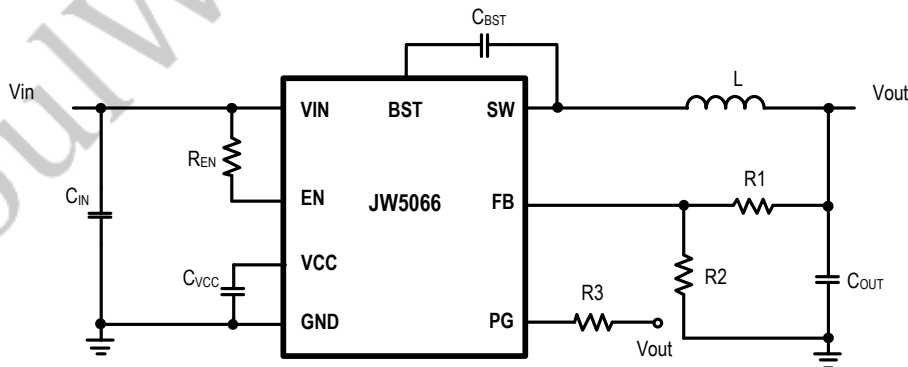 CBST
Vin
VIN BST SW
L
Vout
REN
CIN
EN JW5066 FB
R1
VCC
CVCC
R2
COUT
R3
GND PG
Vout